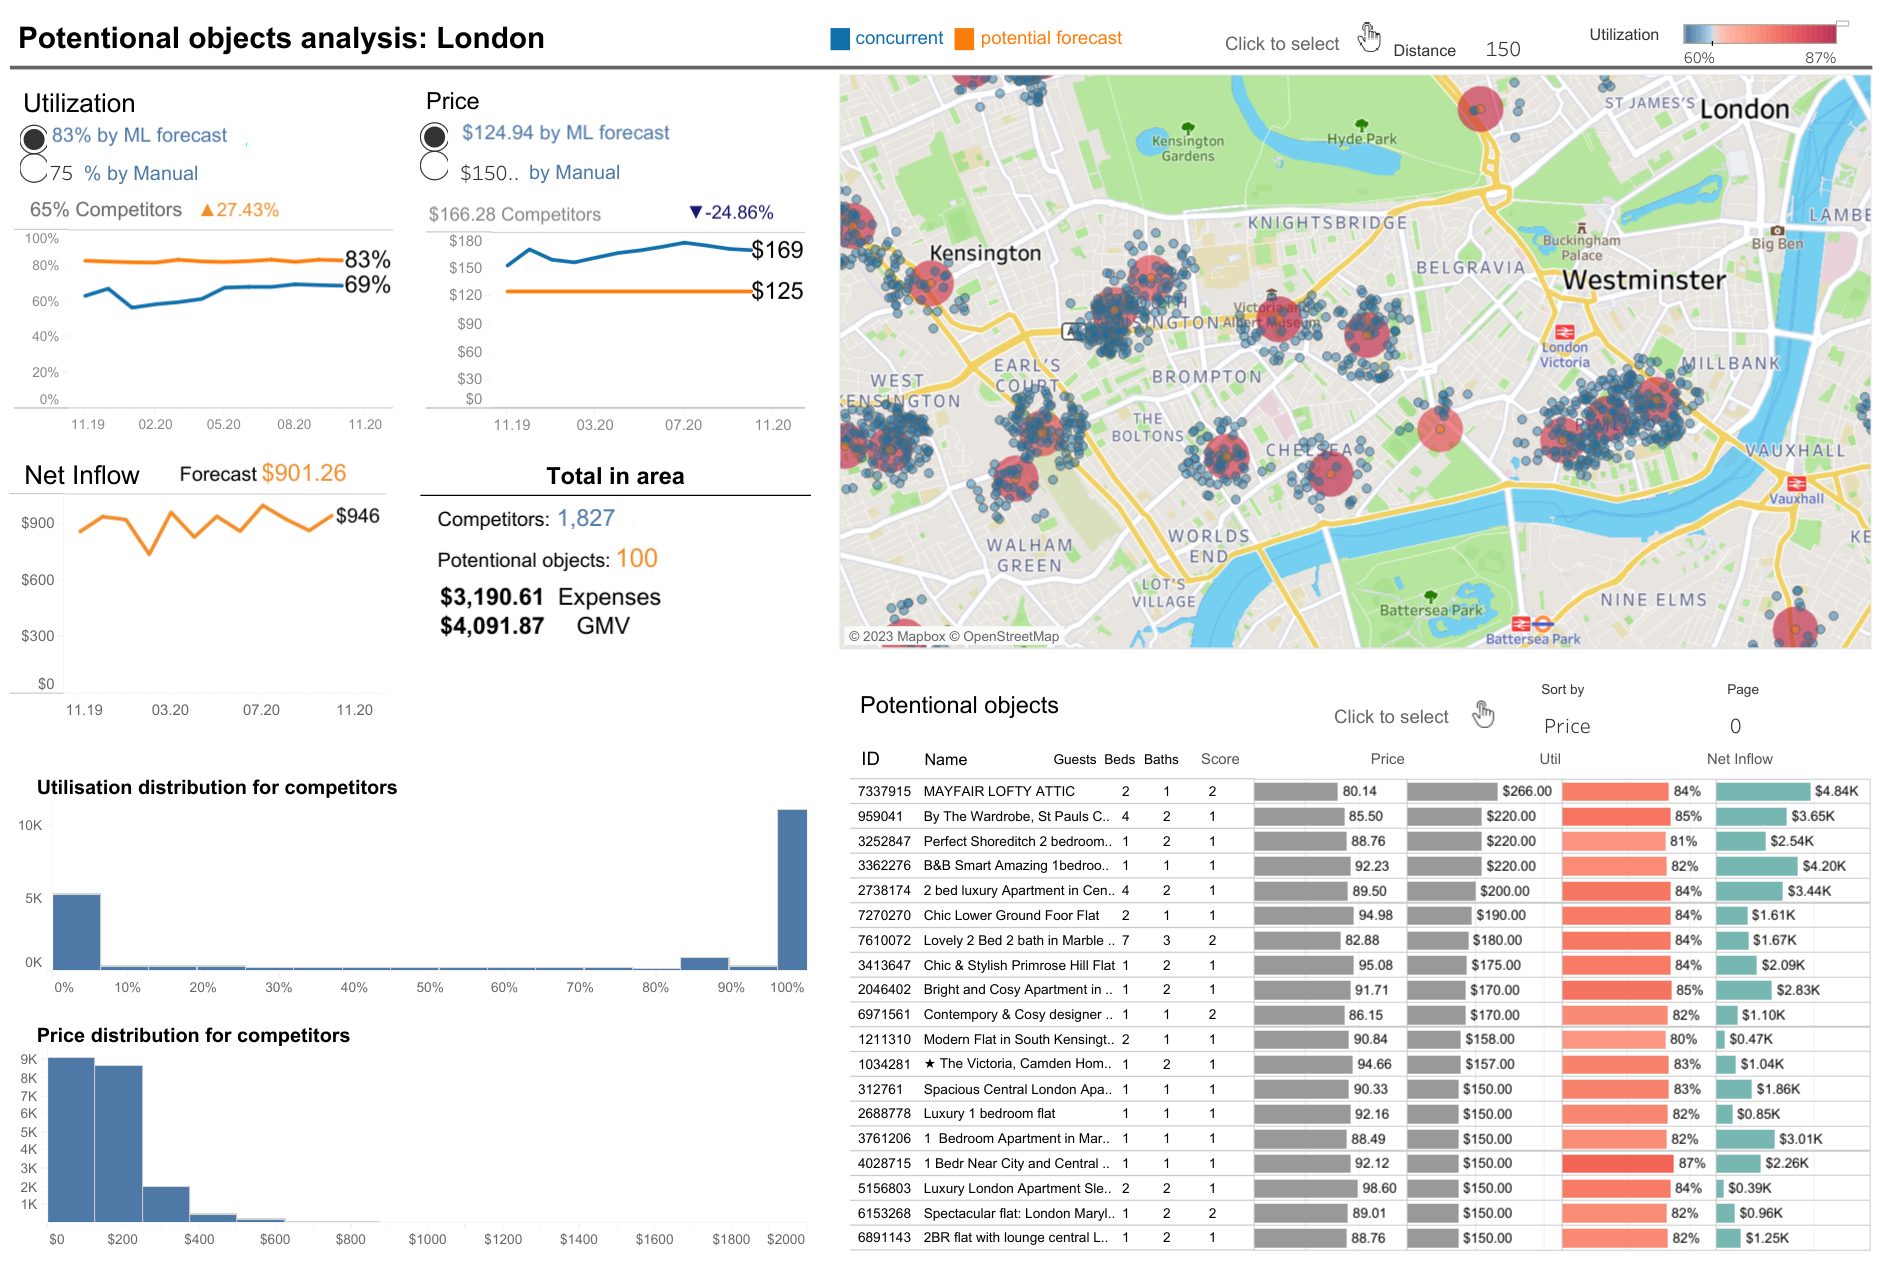 Potentional objects analysis: London
concurrent potential forecast
Click to select
Distance 150
Utilization
60% 87%
Utilization
83% by ML forecast
75 % by Manual
65% Competitors ▲27.43%
100%
80%
60%
40%
20%
0%
83%
69%
11.19 02.20 05.20 08.20 11.20
Price
$124.94 by ML forecast
$150.. by Manual
$166.28 Competitors ▼-24.86%
$180
$150
$120
$90
$60
$30
$0
$169
$125
11.19 03.20 07.20 11.20
Net Inflow Forecast $901.26
$900
$600
$300
$0
$946
11.19 03.20 07.20 11.20
Total in area
Competitors: 1,827
Potentional objects: 100
$3,190.61 Expenses
$4,091.87 GMV
ST JAMES'S
London
Kensington
Gardens
Hyde Park
KNIGHTSBRIDGE
LAMBE
Buckingham
Palace
Big Ben
Kensington
BELGRAVIA
Westminster
Victoria and
Albert Museum
London
Victoria
MILLBANK
EARL'S
COURT
BROMPTON
WEST
KENSINGTON
THE
BOLTONS
CHELSEA
VAUXHALL
Vauxhall
WALHAM
GREEN
WORLDS
END
KE
LOT'S
VILLAGE
Battersea Park
NINE ELMS
Battersea Park
© 2023 Mapbox © OpenStreetMap
Utilisation distribution for competitors
10K
5K
0K
0% 10% 20% 30% 40% 50% 60% 70% 80% 90% 100%
Price distribution for competitors
9K
8K
7K
6K
5K
4K
3K
2K
1K
$0 $200 $400 $600 $800 $1000 $1200 $1400 $1600 $1800 $2000
Potentional objects
Click to select
Sort by Page
Price 0
ID Name Guests Beds Baths Score Price Util Net Inflow
7337915 MAYFAIR LOFTY ATTIC 2 1 2 80.14 $266.00 84% $4.84K
959041 By The Wardrobe, St Pauls C.. 4 2 1 85.50 $220.00 85% $3.65K
3252847 Perfect Shoreditch 2 bedroom.. 1 2 1 88.76 $220.00 81% $2.54K
3362276 B&B Smart Amazing 1bedroo.. 1 1 1 92.23 $220.00 82% $4.20K
2738174 2 bed luxury Apartment in Cen.. 4 2 1 89.50 $200.00 84% $3.44K
7270270 Chic Lower Ground Foor Flat 2 1 1 94.98 $190.00 84% $1.61K
7610072 Lovely 2 Bed 2 bath in Marble .. 7 3 2 82.88 $180.00 84% $1.67K
3413647 Chic & Stylish Primrose Hill Flat 1 2 1 95.08 $175.00 84% $2.09K
2046402 Bright and Cosy Apartment in .. 1 2 1 91.71 $170.00 85% $2.83K
6971561 Contempory & Cosy designer .. 1 1 2 86.15 $170.00 82% $1.10K
1211310 Modern Flat in South Kensingt.. 2 1 1 90.84 $158.00 80% $0.47K
1034281 ★ The Victoria, Camden Hom.. 1 2 1 94.66 $157.00 83% $1.04K
312761 Spacious Central London Apa.. 1 1 1 90.33 $150.00 83% $1.86K
2688778 Luxury 1 bedroom flat 1 1 1 92.16 $150.00 82% $0.85K
3761206 1 Bedroom Apartment in Mar.. 1 1 1 88.49 $150.00 82% $3.01K
4028715 1 Bedr Near City and Central .. 1 1 1 92.12 $150.00 87% $2.26K
5156803 Luxury London Apartment Sle.. 2 2 1 98.60 $150.00 84% $0.39K
6153268 Spectacular flat: London Maryl.. 1 2 2 89.01 $150.00 82% $0.96K
6891143 2BR flat with lounge central L.. 1 2 1 88.76 $150.00 82% $1.25K